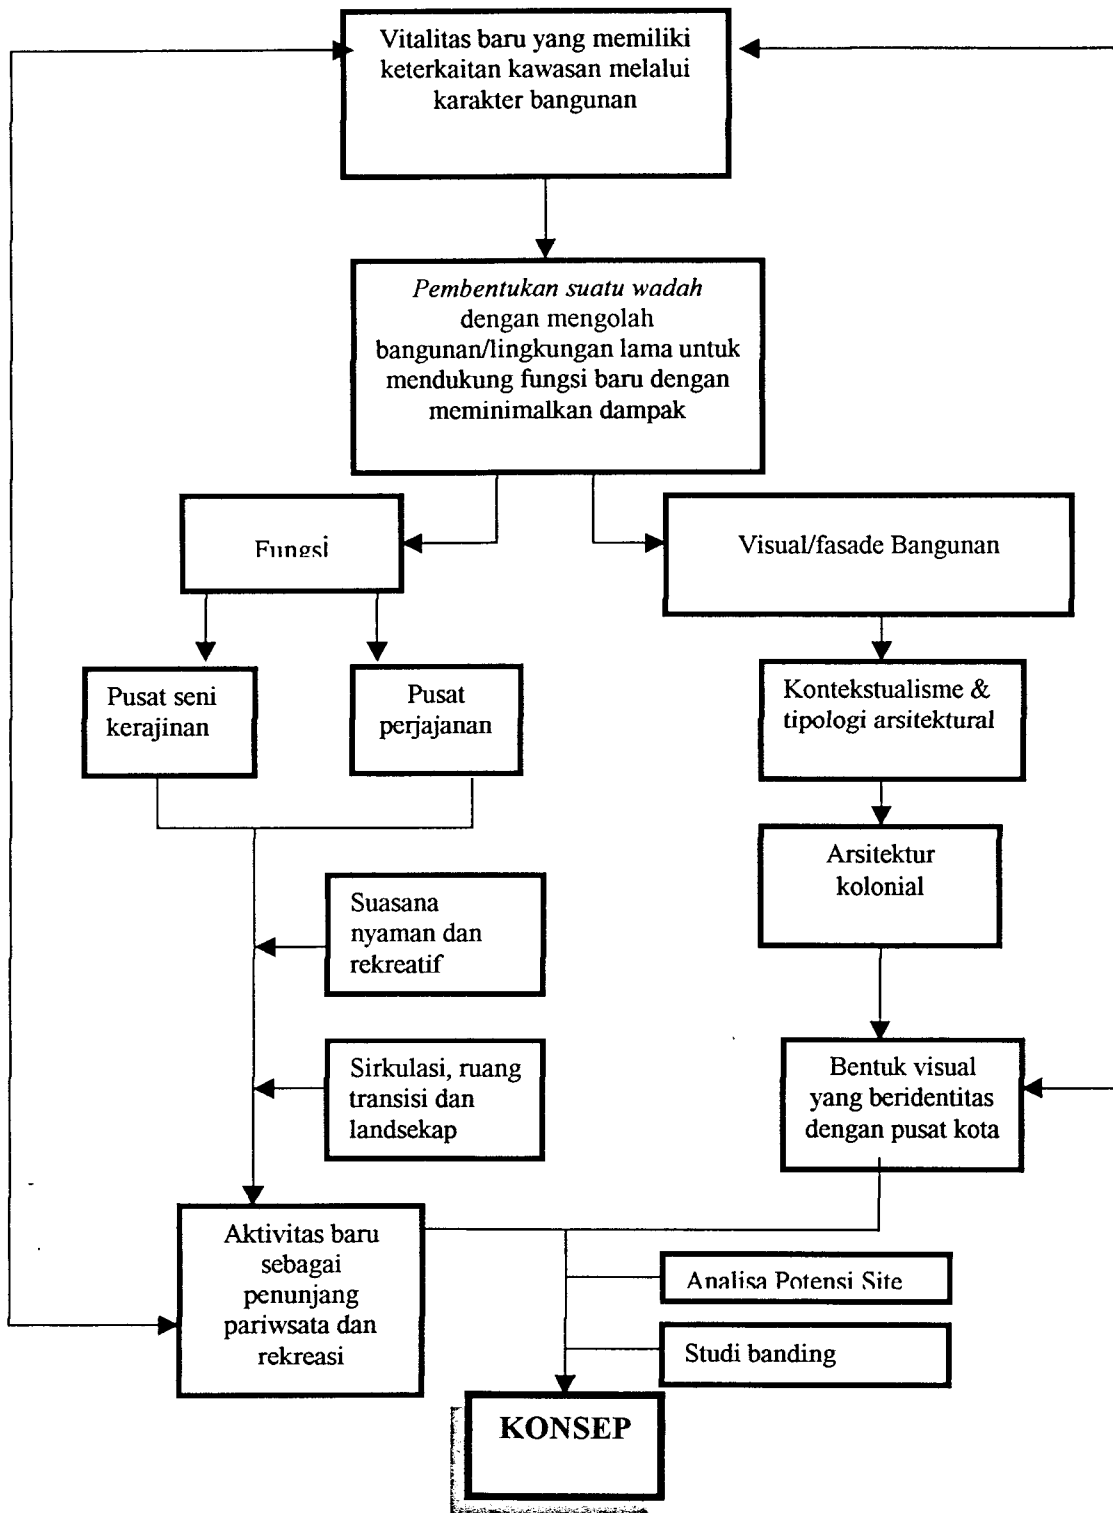 Vitalitas baru yang memiliki
keterkaitan kawasan melalui
karakter bangunan
Pembentukan suatu wadah
dengan mengolah
bangunan/lingkungan lama untuk
mendukung fungsi baru dengan
meminimalkan dampak
Fungsi
Visual/fasade Bangunan
Pusat seni
kerajinan
Pusat
perjajanan
Kontekstualisme &
tipologi arsitektural
Arsitektur
kolonial
Suasana
nyaman dan
rekreatif
Sirkulasi, ruang
transisi dan
landsekap
Bentuk visual
yang beridentitas
dengan pusat kota
Aktivitas baru
sebagai
penunjang
pariwsata dan
rekreasi
Analisa Potensi Site
Studi banding
KONSEP